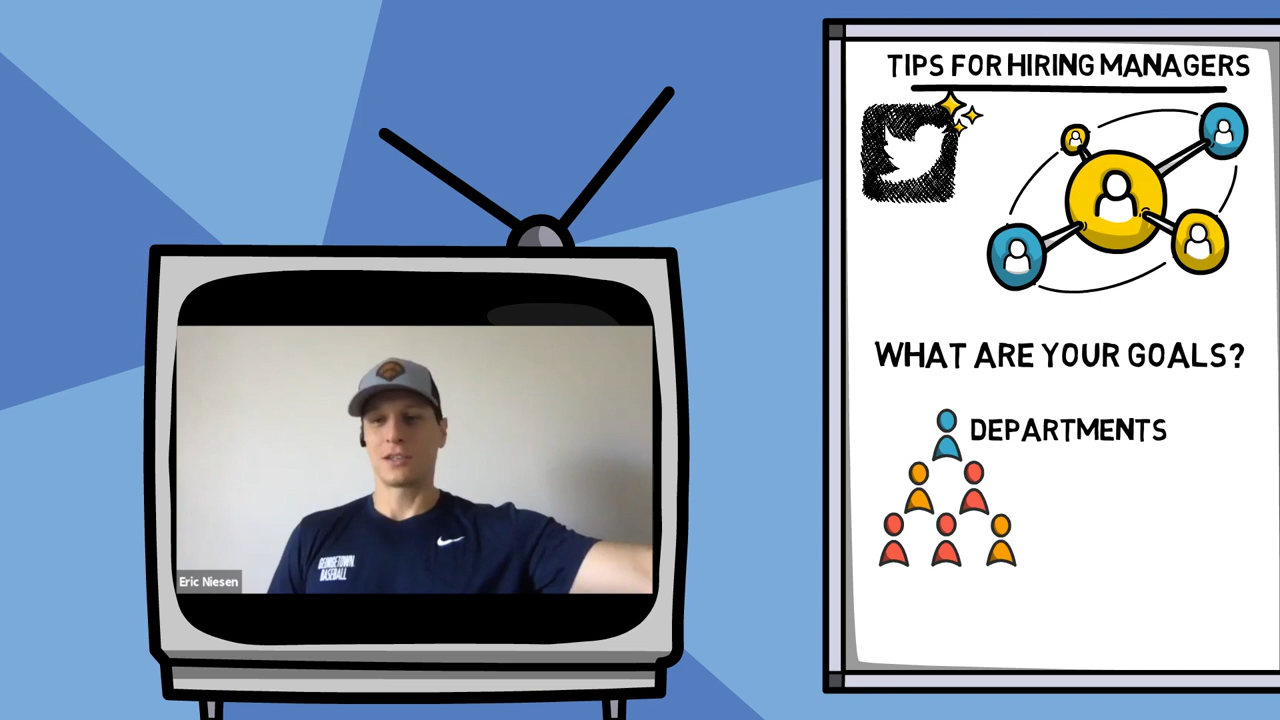 TIPS FOR HIRING MANAGERS
WHAT ARE YOUR GOALS?
DEPARTMENTS
GEORGETOWN
BASEBALL
Eric Niesen